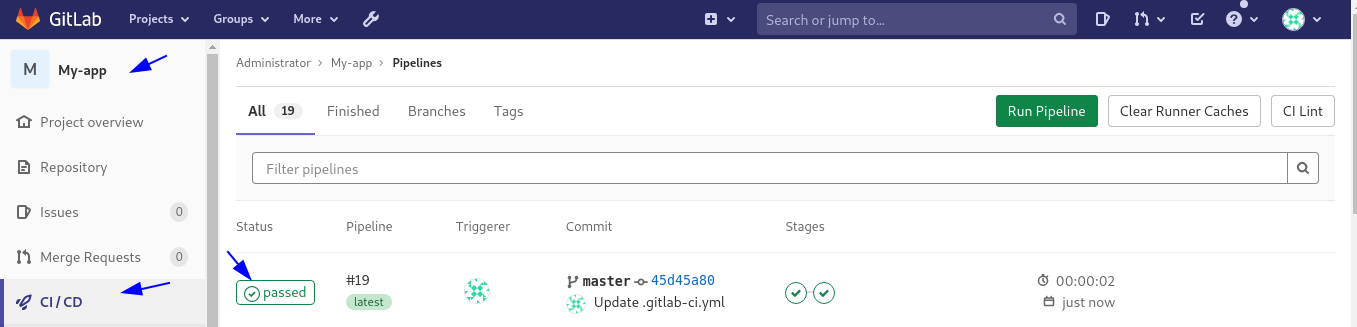 GitLab Projects Groups More Search or jump to...
M My-app
Administrator > My-app > Pipelines
All 19 Finished Branches Tags Run Pipeline Clear Runner Caches CI Lint
Project overview
Repository
Issues 0
Merge Requests 0
CI / CD
Filter pipelines
Status Pipeline Triggerer Commit Stages
passed #19 master 45d45a80 00:00:02
latest Update .gitlab-ci.yml just now